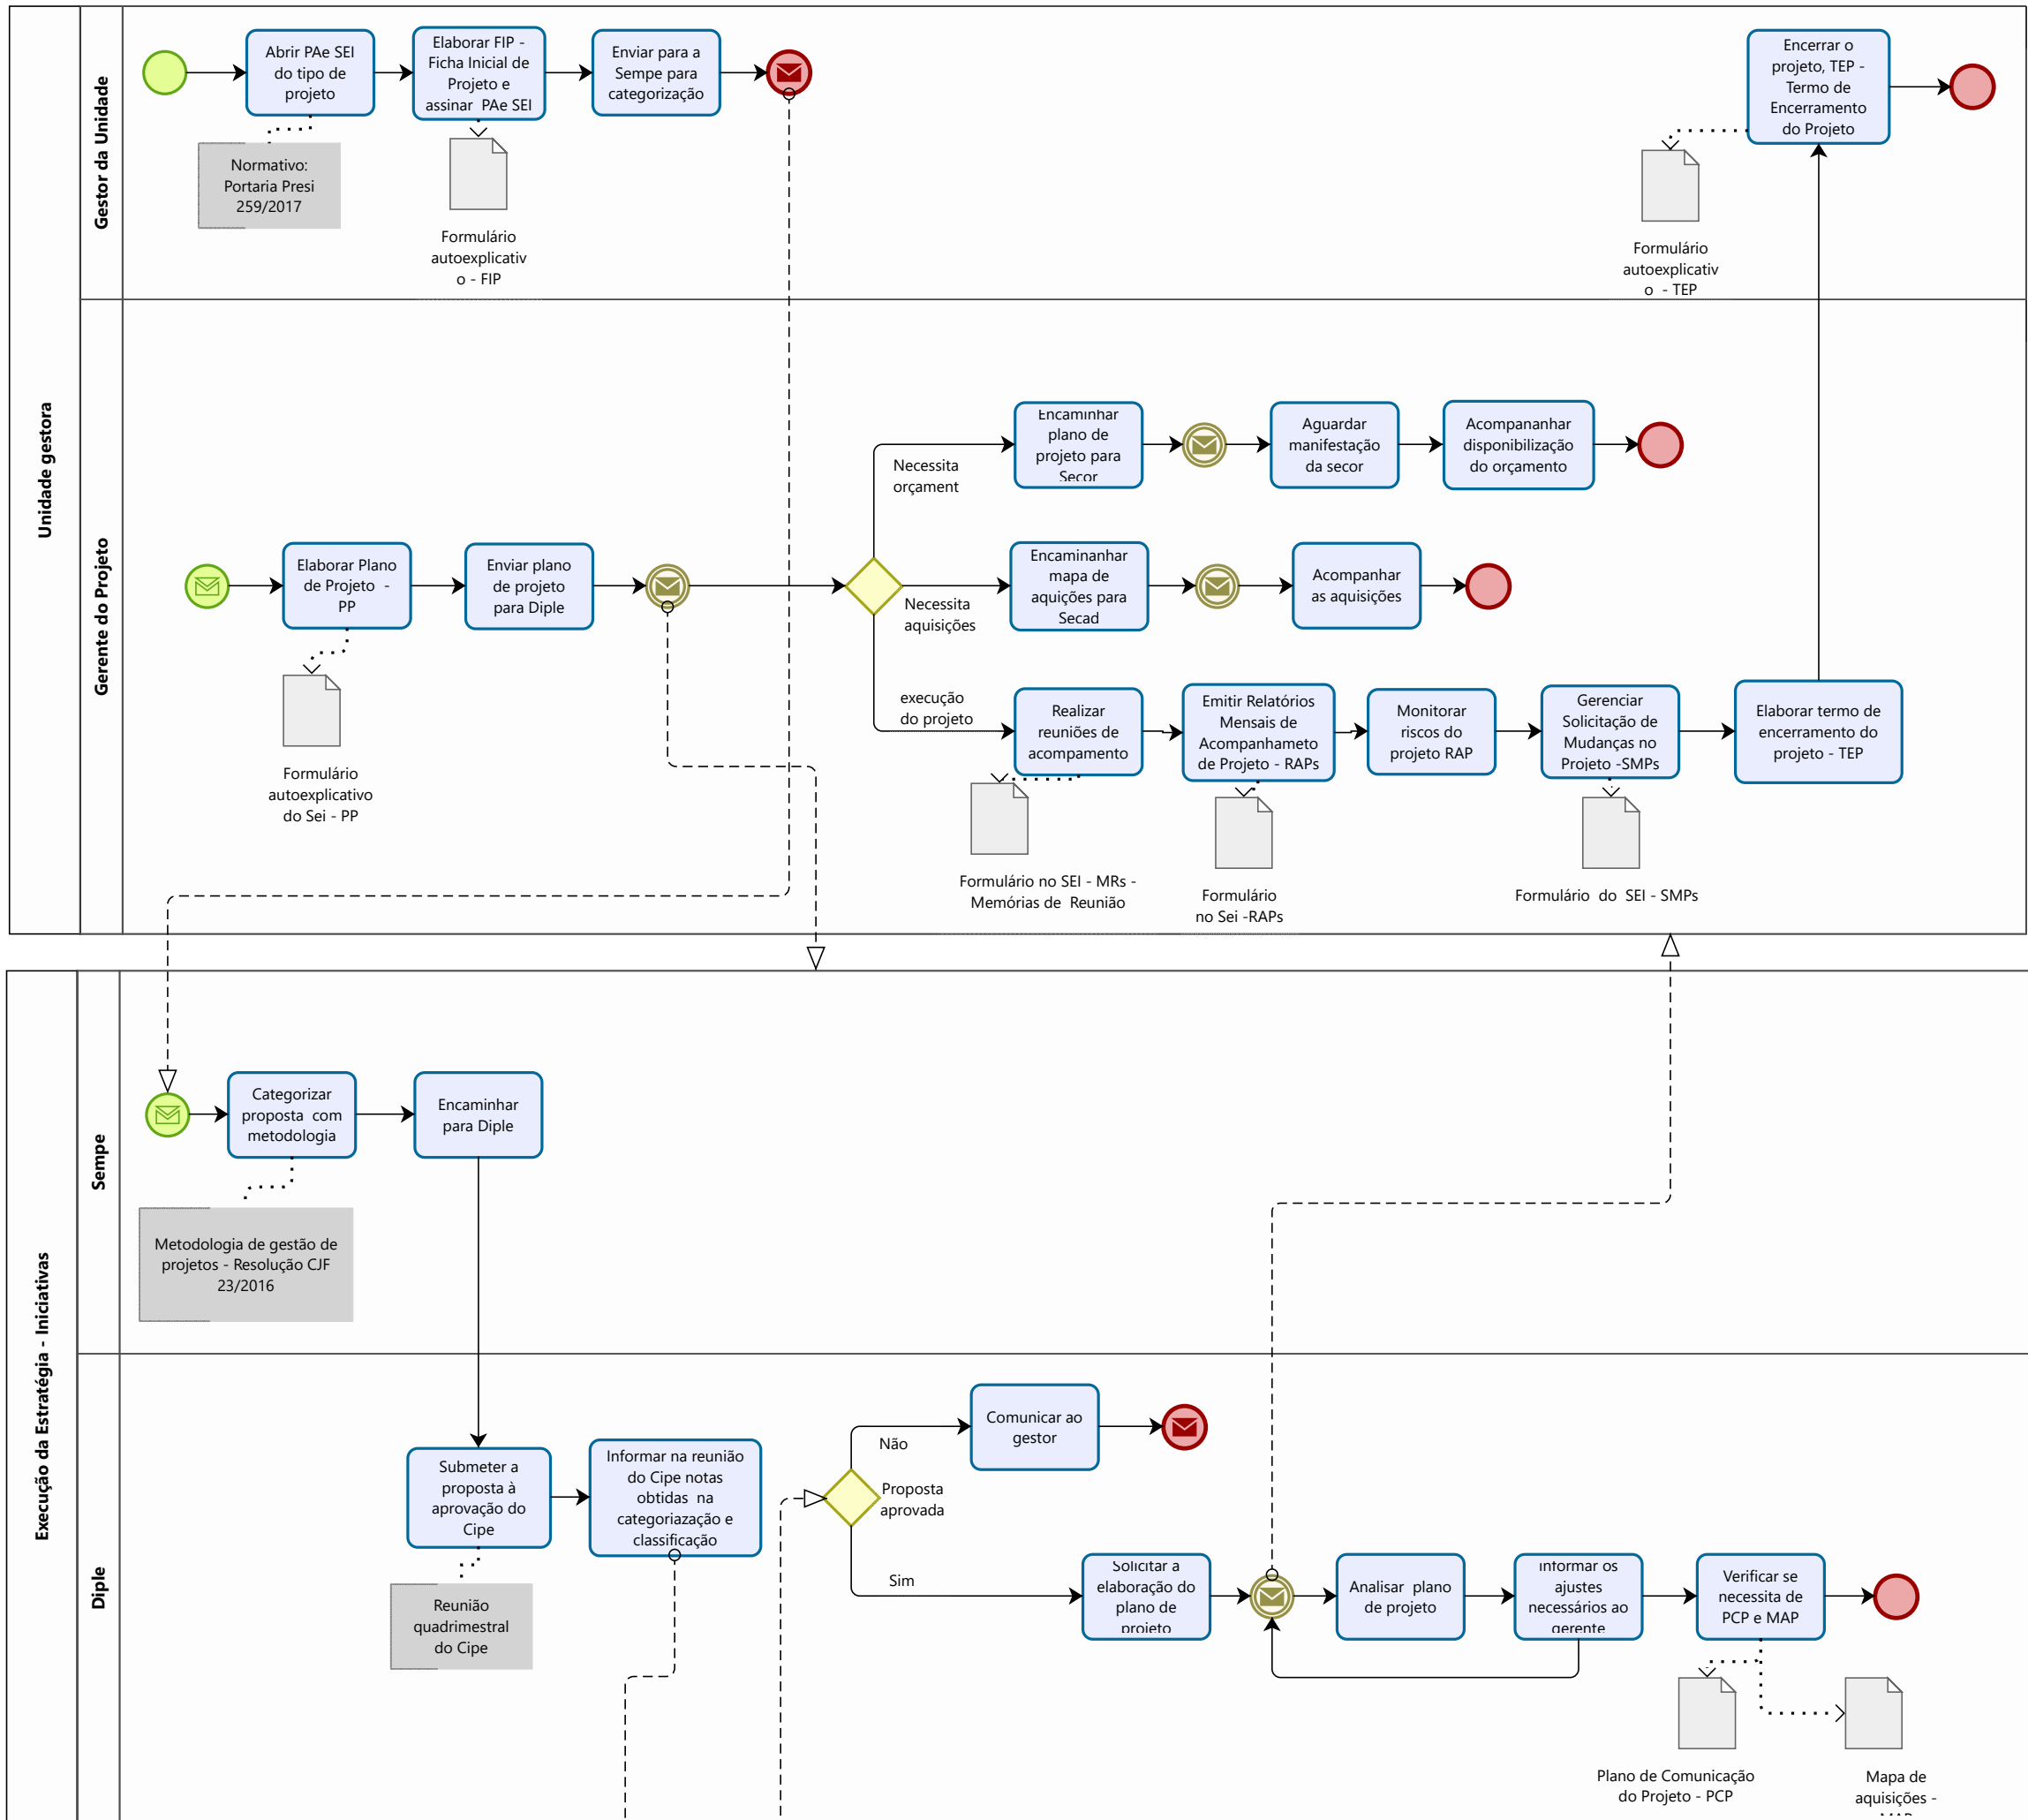 Unidade gestora
Gestor da Unidade
Abrir PAe SEI
do tipo de
projeto
Elaborar FIP -
Ficha Inicial de
Projeto e
assinar PAe SEI
Enviar para a
Sempe para
categorização
Encerrar o
projeto, TEP -
Termo de
Encerramento
do Projeto
Normativo:
Portaria Presi
259/2017
Formulário
autoexplicativ
o - FIP
Formulário
autoexplicativ
o - TEP
Gerente do Projeto
Encaminhar
plano de
projeto para
Secor
Aguardar
manifestação
da secor
Acompananhar
disponibilização
do orçamento
Necessita
orçament
Elaborar Plano
de Projeto -
PP
Enviar plano
de projeto
para Diple
Encaminanhar
mapa de
aquições para
Secad
Acompanhar
as aquisições
Necessita
aquisições
execução
do projeto
Realizar
reuniões de
acompamento
Emitir Relatórios
Mensais de
Acompanhameto
de Projeto - RAPs
Monitorar
riscos do
projeto RAP
Gerenciar
Solicitação de
Mudanças no
Projeto -SMPs
Elaborar termo de
encerramento do
projeto - TEP
Formulário
autoexplicativo
do Sei - PP
Formulário no SEI - MRs -
Memórias de Reunião
Formulário
no Sei -RAPs
Formulário do SEI - SMPs
Execução da Estratégia - Iniciativas
Sempe
Categorizar
proposta com
metodologia
Encaminhar
para Diple
Metodologia de gestão de
projetos - Resolução CJF
23/2016
Diple
Submeter a
proposta à
aprovação do
Cipe
Informar na reunião
do Cipe notas
obtidas na
categoriazação e
classificação
Reunião
quadrimestral
do Cipe
Não
Proposta
aprovada
Sim
Comunicar ao
gestor
Solicitar a
elaboração do
plano de
projeto
Analisar plano
de projeto
Informar os
ajustes
necessários ao
gerente
Verificar se
necessita de
PCP e MAP
Plano de Comunicação
do Projeto - PCP
Mapa de
aquisições -
MAP